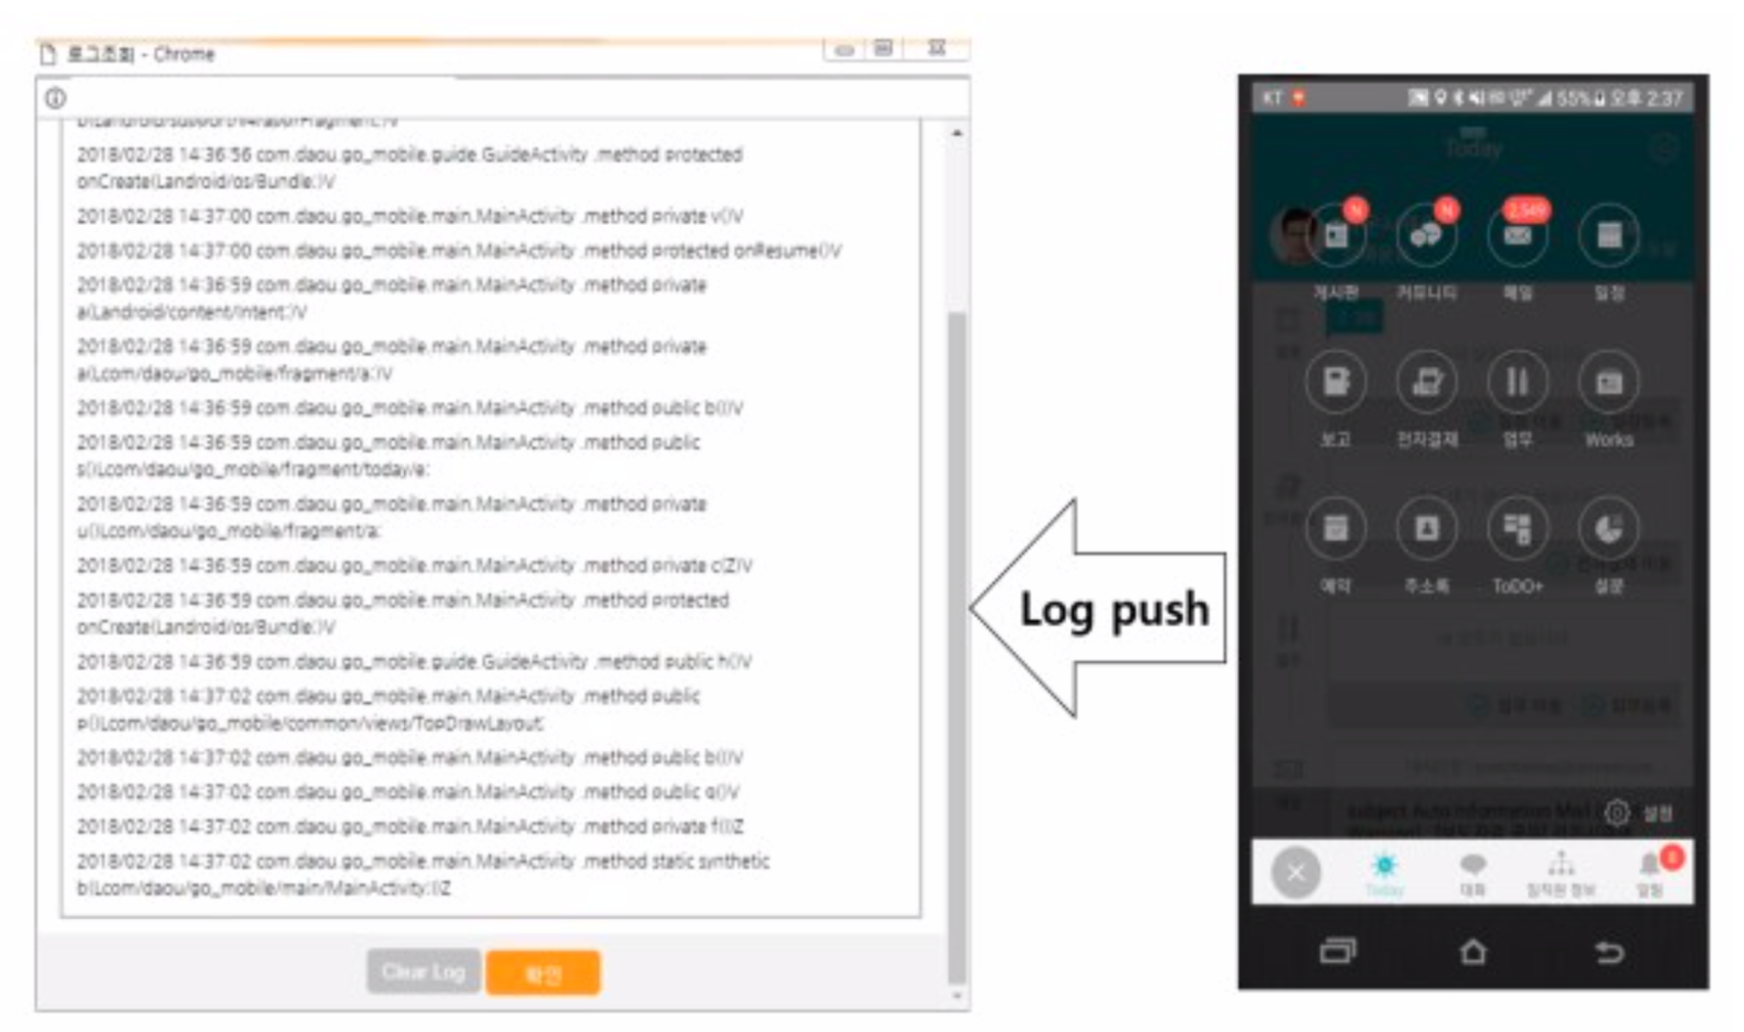 로그조회 - Chrome
2018/02/28 14:36:56 com.daou.go_mobile.guide.GuideActivity .method protected
onCreate(Landroid/os/Bundle;)V
2018/02/28 14:37:00 com.daou.go_mobile.main.MainActivity .method private v()V
2018/02/28 14:37:00 com.daou.go_mobile.main.MainActivity .method protected onResume()V
2018/02/28 14:36:59 com.daou.go_mobile.main.MainActivity .method private
a(Landroid/content/Intent;)V
2018/02/28 14:36:59 com.daou.go_mobile.main.MainActivity .method private
a(Lcom/daou/go_mobile/fragment/a;)V
2018/02/28 14:36:59 com.daou.go_mobile.main.MainActivity .method public b(I)V
2018/02/28 14:36:59 com.daou.go_mobile.main.MainActivity .method public
s()Lcom/daou/go_mobile/fragment/today/e;
2018/02/28 14:36:59 com.daou.go_mobile.main.MainActivity .method private
u()Lcom/daou/go_mobile/fragment/a;
2018/02/28 14:36:59 com.daou.go_mobile.main.MainActivity .method private c(Z)V
2018/02/28 14:36:59 com.daou.go_mobile.main.MainActivity .method protected
onCreate(Landroid/os/Bundle;)V
2018/02/28 14:36:59 com.daou.go_mobile.guide.GuideActivity .method public h()V
2018/02/28 14:37:02 com.daou.go_mobile.main.MainActivity .method public
p()Lcom/daou/go_mobile/common/views/TopDrawLayout;
2018/02/28 14:37:02 com.daou.go_mobile.main.MainActivity .method public b(I)V
2018/02/28 14:37:02 com.daou.go_mobile.main.MainActivity .method public q()V
2018/02/28 14:37:02 com.daou.go_mobile.main.MainActivity .method private f(I)Z
2018/02/28 14:37:02 com.daou.go_mobile.main.MainActivity .method static synthetic
b(Lcom/daou/go_mobile/main/MainActivity;I)Z
Clear Log 확인
Log push
KT 55% 오후 2:37
Today
N N 2,549
게시판 커뮤니티 메일 일정
보고 전자결재 업무 Works
예약 주소록 ToDO+ 설문
subject Auto Information Mail
설정
Today 대화 임직원 정보 알림